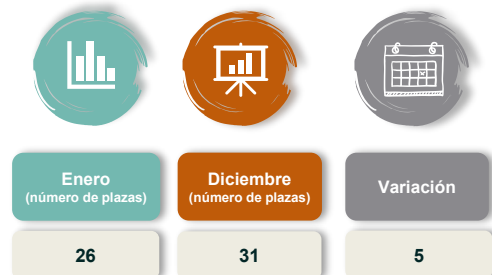 Enero
(número de plazas)
Diciembre
(número de plazas)
Variación
26
31
5